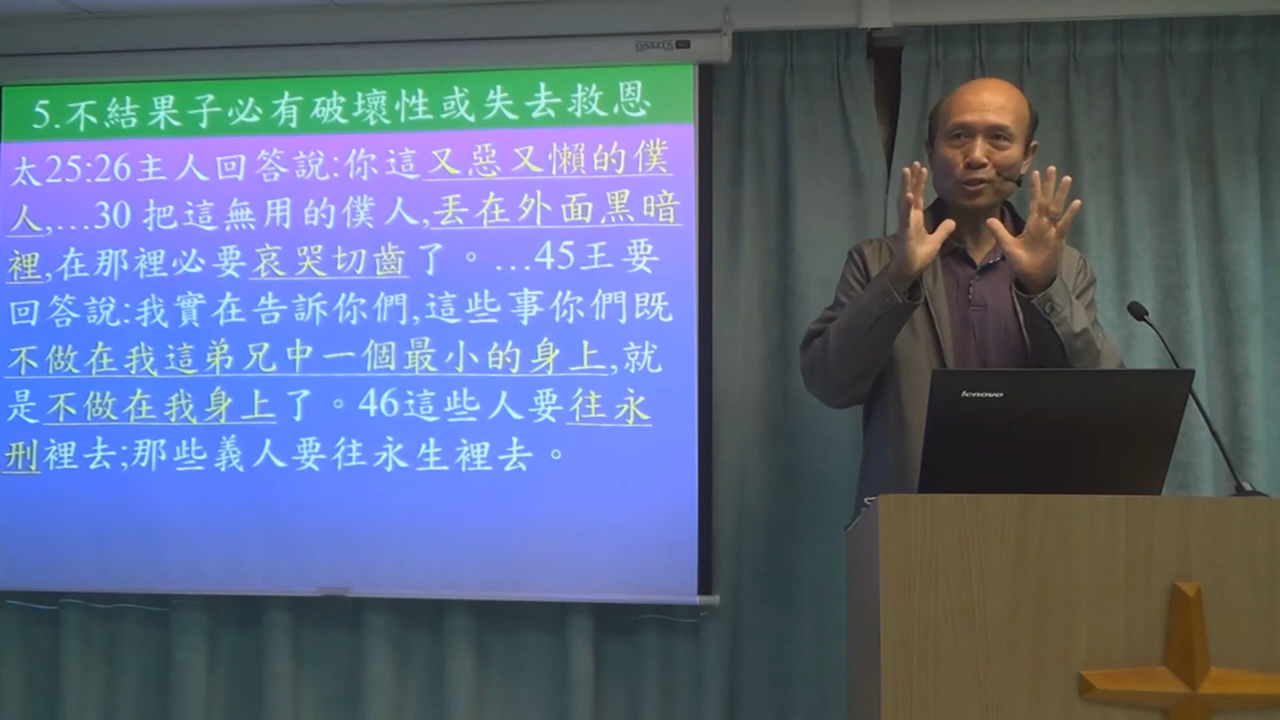 5.不結果子必有破壞性或失去救恩
太25:26主人回答說:你這又惡又懶的僕
人,…30 把這無用的僕人,丟在外面黑暗
裡,在那裡必要哀哭切齒了。…45王要
回答說:我實在告訴你們,這些事你們既
不做在我這弟兄中一個最小的身上,就
是不做在我身上了。46這些人要往永
刑裡去;那些義人要往永生裡去。
lenovo